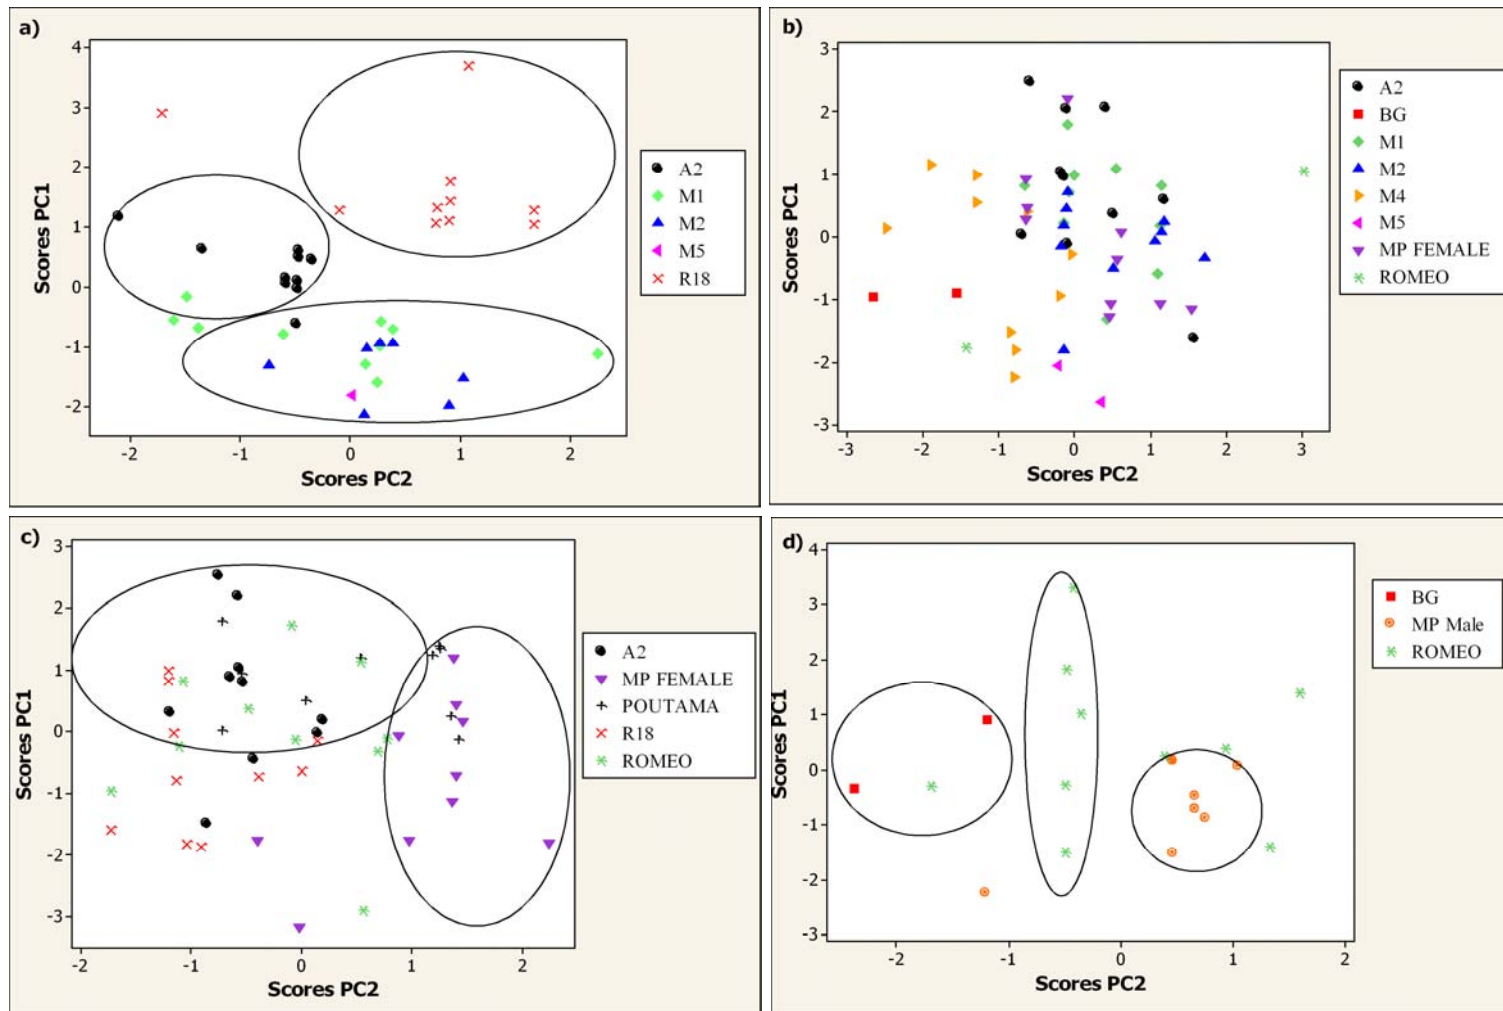 a)
4
3
2
1
0
-1
-2
-2
-1
0
1
2
Scores PC1
Scores PC2
A2
M1
M2
M5
R18
b)
3
2
1
0
-1
-2
-3
-3
-2
-1
0
1
2
3
Scores PC1
Scores PC2
A2
BG
M1
M2
M4
M5
MP FEMALE
ROMEO
c)
3
2
1
0
-1
-2
-3
-2
-1
0
1
2
Scores PC1
Scores PC2
A2
MP FEMALE
POUTAMA
R18
ROMEO
d)
4
3
2
1
0
-1
-2
-3
-2
-1
0
1
2
Scores PC1
Scores PC2
BG
MP Male
ROMEO